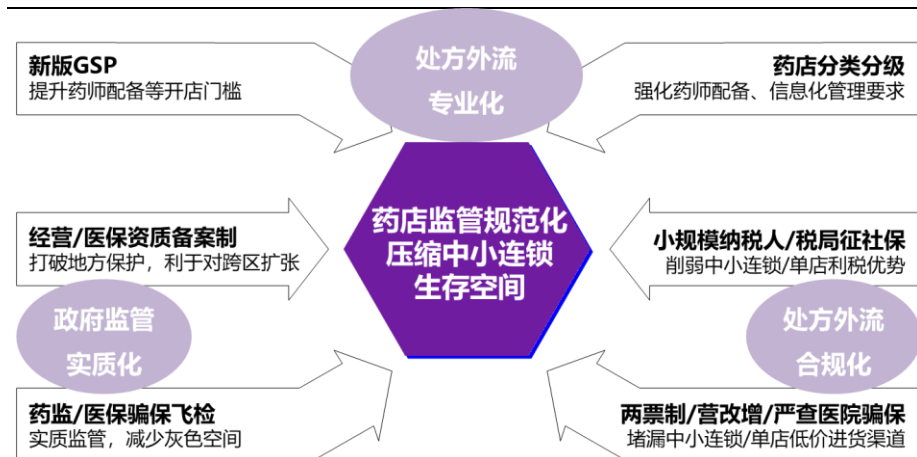 处方外流
专业化
新版GSP
提升药师配备等开店门槛
药店分类分级
强化药师配备、信息化管理要求
药店监管规范化
压缩中小连锁
生存空间
经营/医保资质备案制
打破地方保护，利于对跨区扩张
小规模纳税人/税局征社保
削弱中小连锁/单店利税优势
政府监管
实质化
处方外流
合规化
药监/医保骗保飞检
实质监管，减少灰色空间
两票制/营改增/严查医院骗保
堵漏中小连锁/单店低价进货渠道